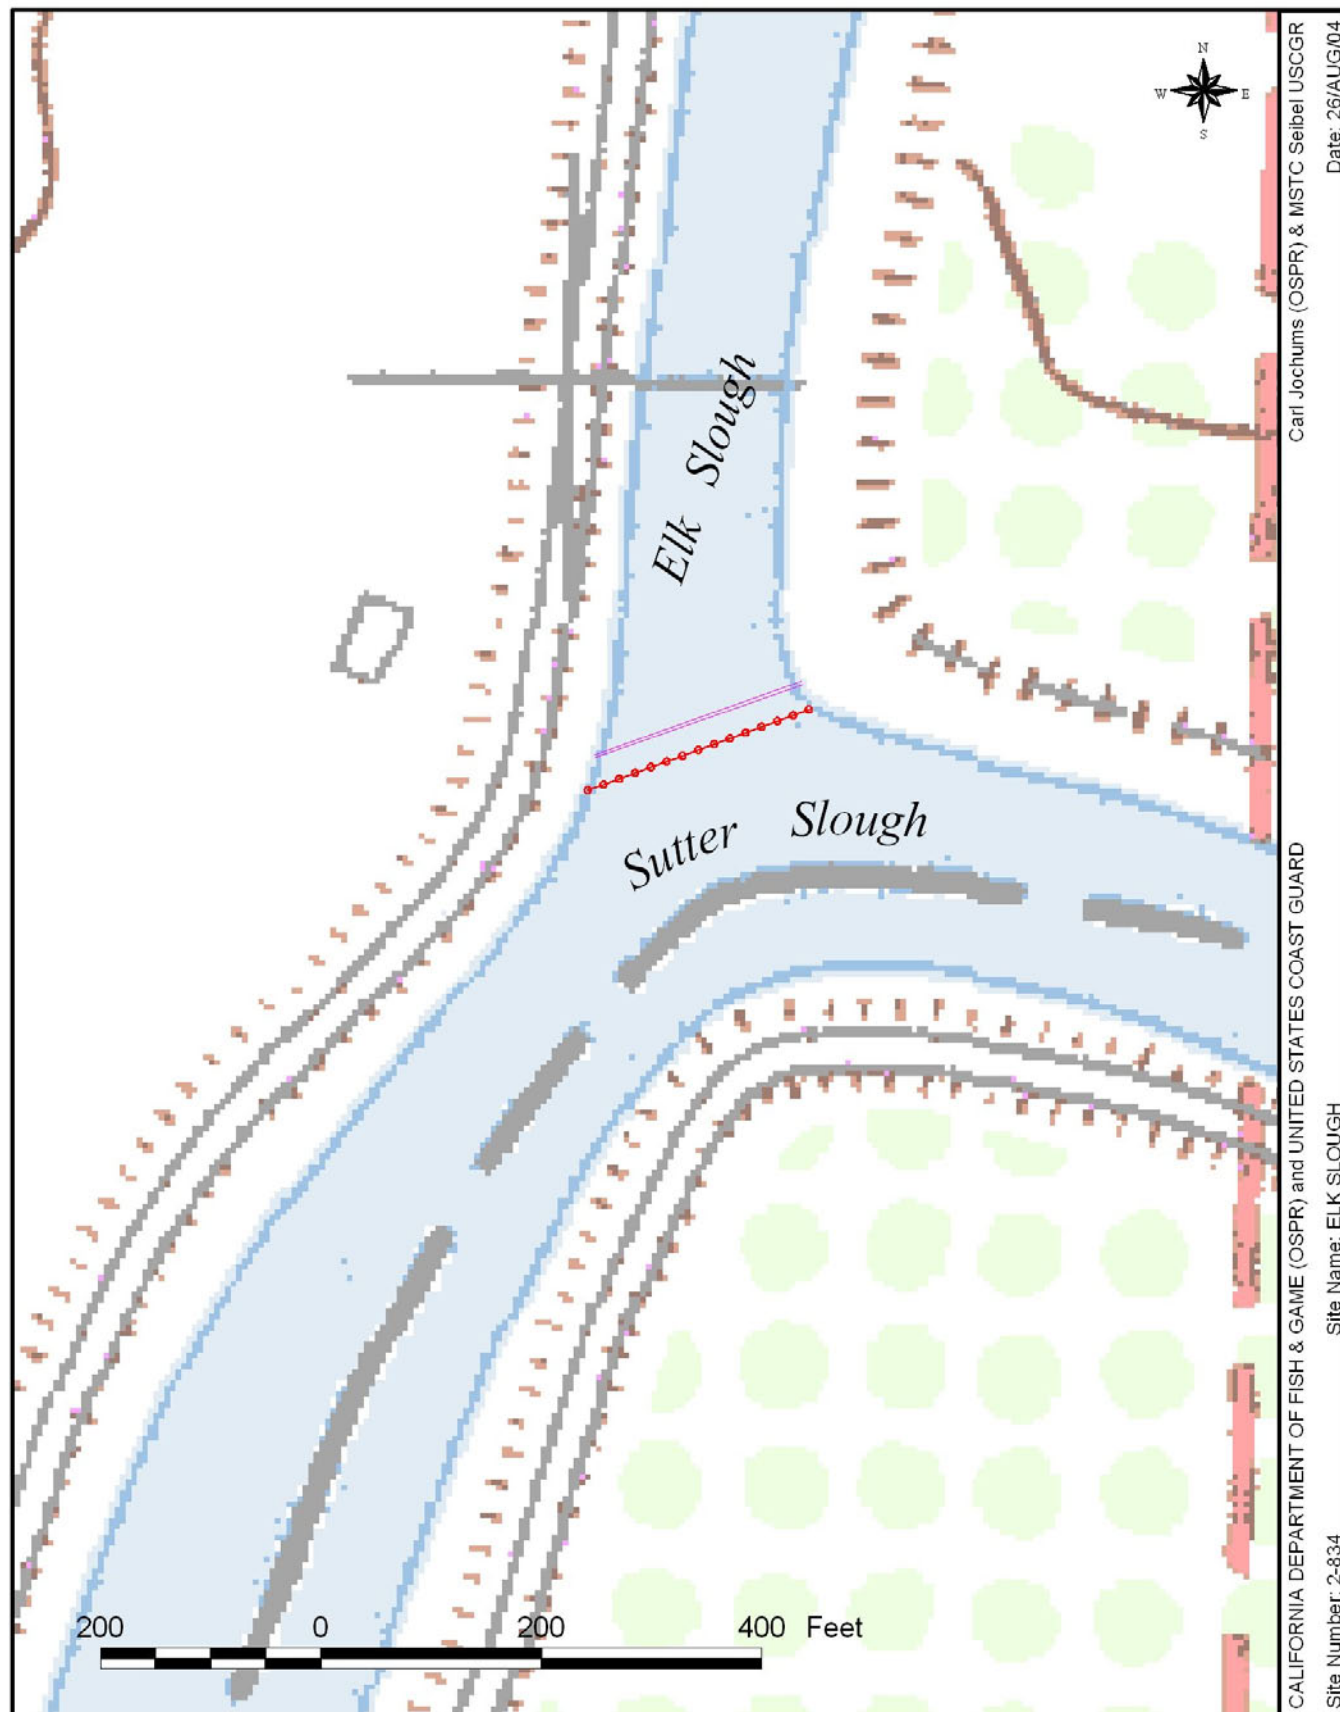 N
W E
S
Elk Slough
Sutter Slough
200 0 200 400 Feet
CALIFORNIA DEPARTMENT OF FISH & GAME (OSPR) and UNITED STATES COAST GUARD Carl Jochums (OSPR) & MSTC Seibel USCGR
Site Number: 2-834 Site Name: ELK SLOUGH Date: 26/AUG/04